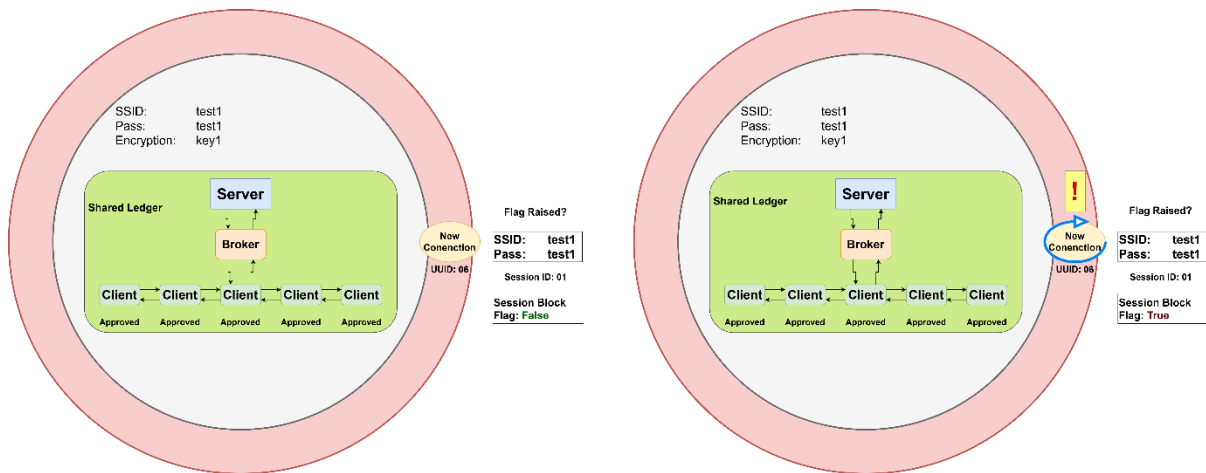 SSID: test1
Pass: test1
Encryption: key1
Shared Ledger
Server
Broker
Client Client Client Client Client
Approved Approved Approved Approved Approved
New
Conenction
UUID: 06
Flag Raised?
SSID: test1
Pass: test1
Session ID: 01
Session Block
Flag: False
SSID: test1
Pass: test1
Encryption: key1
Shared Ledger
Server
Broker
Client Client Client Client Client
Approved Approved Approved Approved Approved
!
New
Conenction
UUID: 06
Flag Raised?
SSID: test1
Pass: test1
Session ID: 01
Session Block
Flag: True